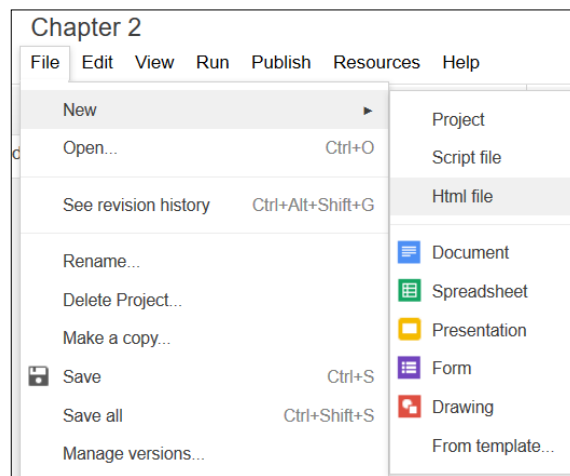 Chapter 2
File Edit View Run Publish Resources Help
New ►
Open... Ctrl+O
See revision history Ctrl+Alt+Shift+G
Rename...
Delete Project...
Make a copy...
Save Ctrl+S
Save all Ctrl+Shift+S
Manage versions...
Project
Script file
Html file
Document
Spreadsheet
Presentation
Form
Drawing
From template...